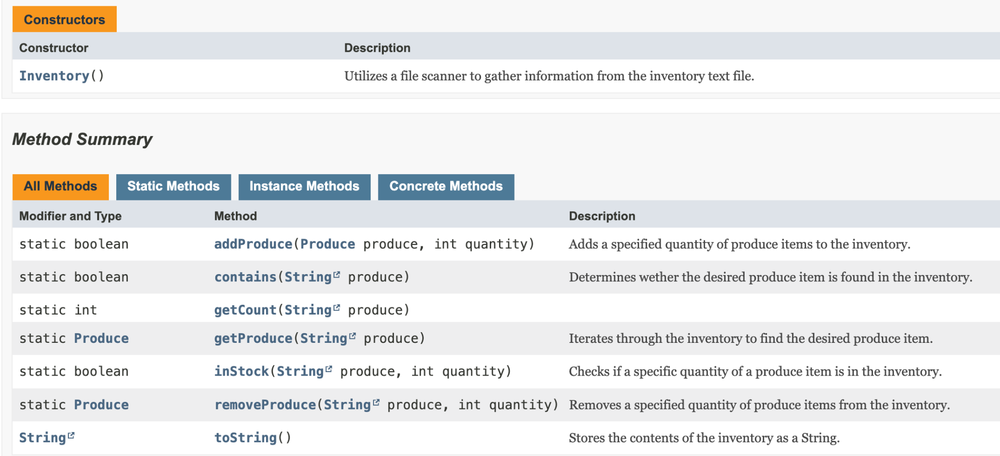 Constructors
Constructor Description
Inventory() Utilizes a file scanner to gather information from the inventory text file.
Method Summary
All Methods Static Methods Instance Methods Concrete Methods
Modifier and Type Method Description
static boolean addProduce(Produce produce, int quantity) Adds a specified quantity of produce items to the inventory.
static boolean contains(String produce) Determines wether the desired produce item is found in the inventory.
static int getCount(String produce)
static Produce getProduce(String produce) Iterates through the inventory to find the desired produce item.
static boolean inStock(String produce, int quantity) Checks if a specific quantity of a produce item is in the inventory.
static Produce removeProduce(String produce, int quantity) Removes a specified quantity of produce items from the inventory.
String toString() Stores the contents of the inventory as a String.